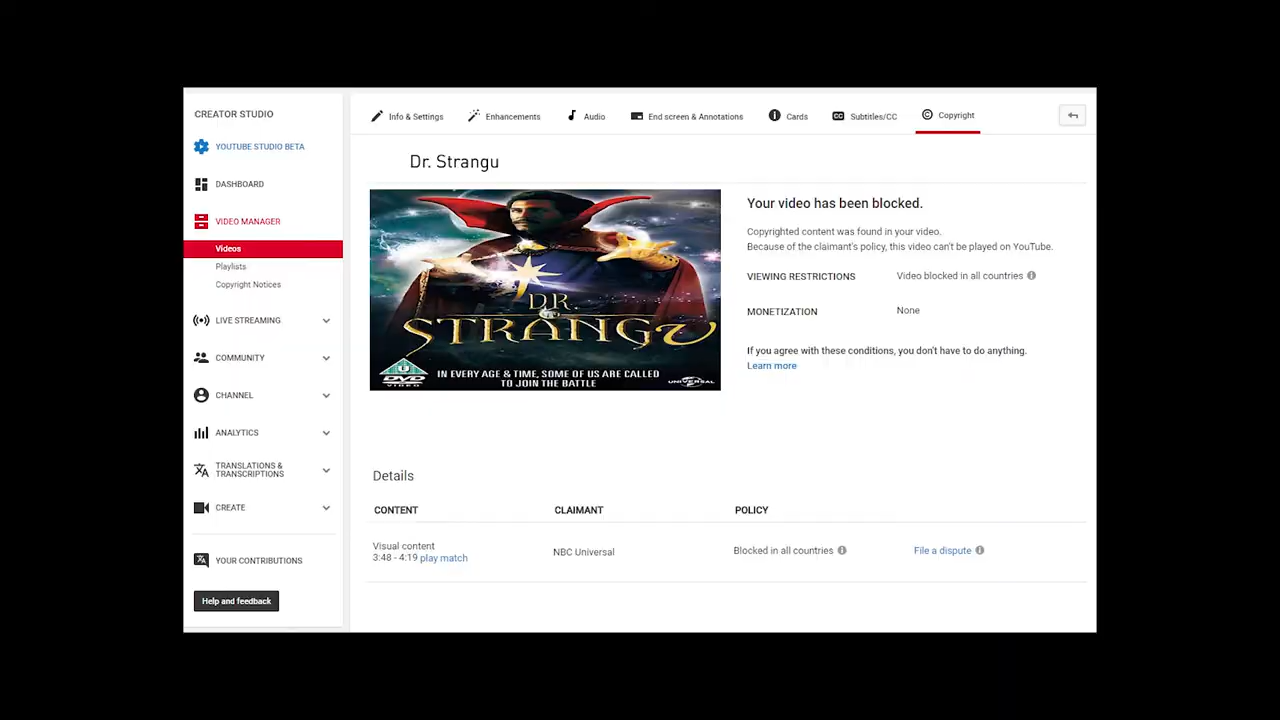 CREATOR STUDIO
YOUTUBE STUDIO BETA
DASHBOARD
VIDEO MANAGER
Videos
Playlists
Copyright Notices
LIVE STREAMING
COMMUNITY
CHANNEL
ANALYTICS
TRANSLATIONS &
TRANSCRIPTIONS
CREATE
YOUR CONTRIBUTIONS
Help and feedback
Info & Settings
Enhancements
Audio
End screen & Annotations
Cards
CC Subtitles/CC
© Copyright
Dr. Strangu
DR.
STRANGU
U
DVD
VIDEO
IN EVERY AGE & TIME, SOME OF US ARE CALLED
TO JOIN THE BATTLE
UNIVERSAL
Your video has been blocked.
Copyrighted content was found in your video.
Because of the claimant's policy, this video can't be played on YouTube.
VIEWING RESTRICTIONS Video blocked in all countries
MONETIZATION None
If you agree with these conditions, you don't have to do anything.
Learn more
Details
CONTENT CLAIMANT POLICY
Visual content
3:48 - 4:19 play match
NBC Universal
Blocked in all countries
File a dispute